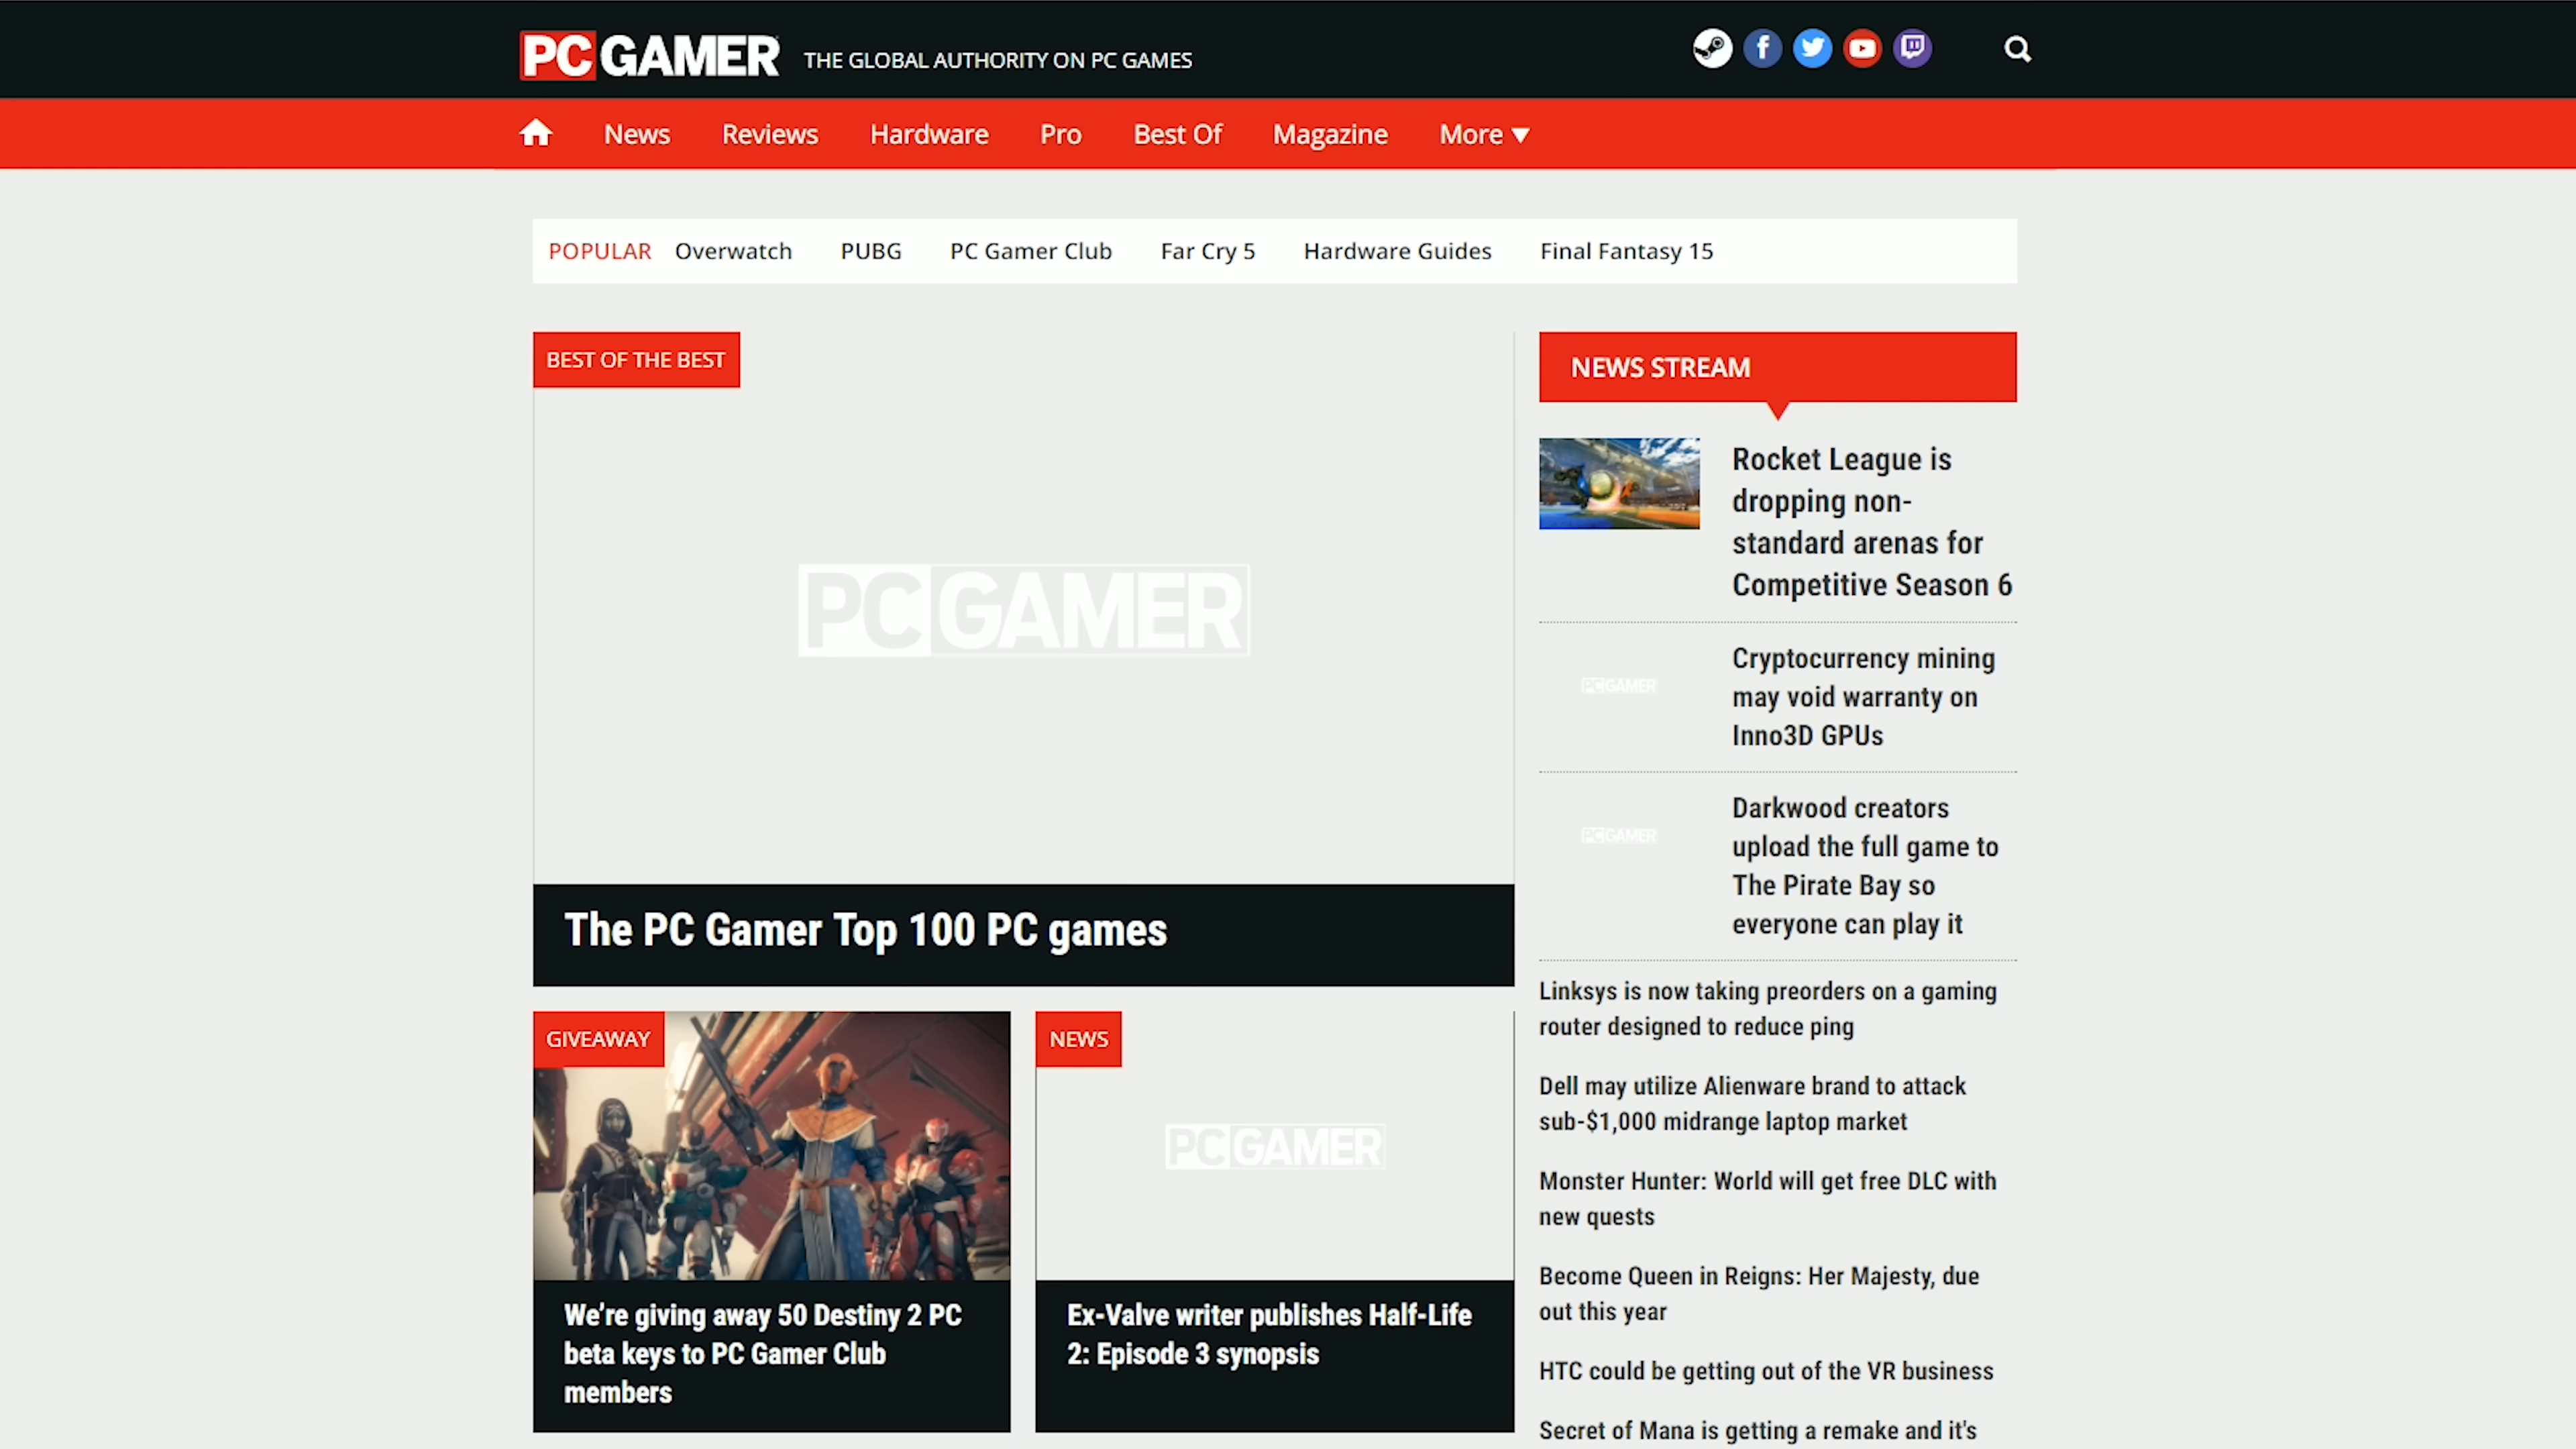 PC GAMER THE GLOBAL AUTHORITY ON PC GAMES
News Reviews Hardware Pro Best Of Magazine More
POPULAR Overwatch PUBG PC Gamer Club Far Cry 5 Hardware Guides Final Fantasy 15
BEST OF THE BEST
PC GAMER
The PC Gamer Top 100 PC games
GIVEAWAY
We’re giving away 50 Destiny 2 PC
beta keys to PC Gamer Club
members
NEWS
PC GAMER
Ex-Valve writer publishes Half-Life
2: Episode 3 synopsis
NEWS STREAM
Rocket League is
dropping non-
standard arenas for
Competitive Season 6
PC GAMER
Cryptocurrency mining
may void warranty on
Inno3D GPUs
PC GAMER
Darkwood creators
upload the full game to
The Pirate Bay so
everyone can play it
Linksys is now taking preorders on a gaming
router designed to reduce ping
Dell may utilize Alienware brand to attack
sub-$1,000 midrange laptop market
Monster Hunter: World will get free DLC with
new quests
Become Queen in Reigns: Her Majesty, due
out this year
HTC could be getting out of the VR business
Secret of Mana is getting a remake and it's